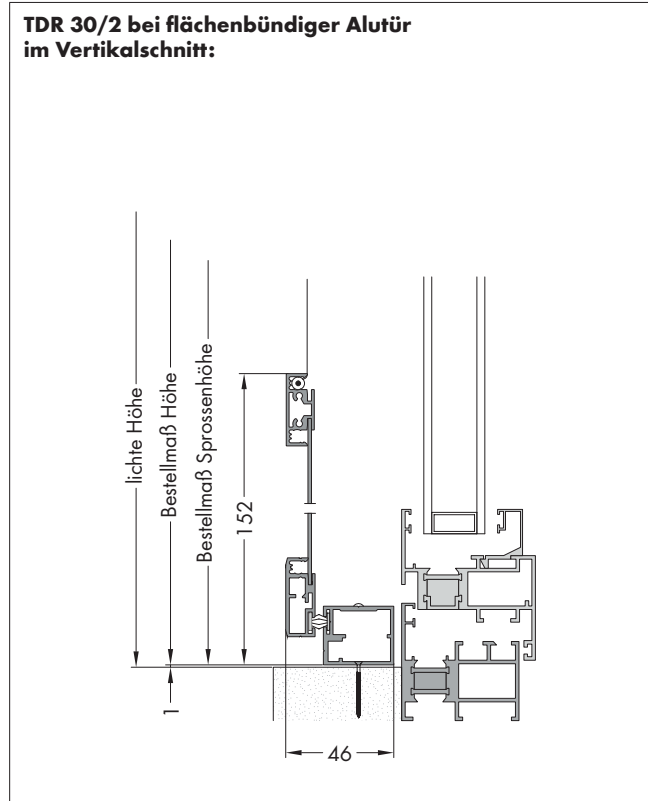 TDR 30/2 bei flächenbündiger Alutür
im Vertikalschnitt:
lichte Höhe
Bestellmaß Höhe
Bestellmaß Sprossenhöhe
152
1
46